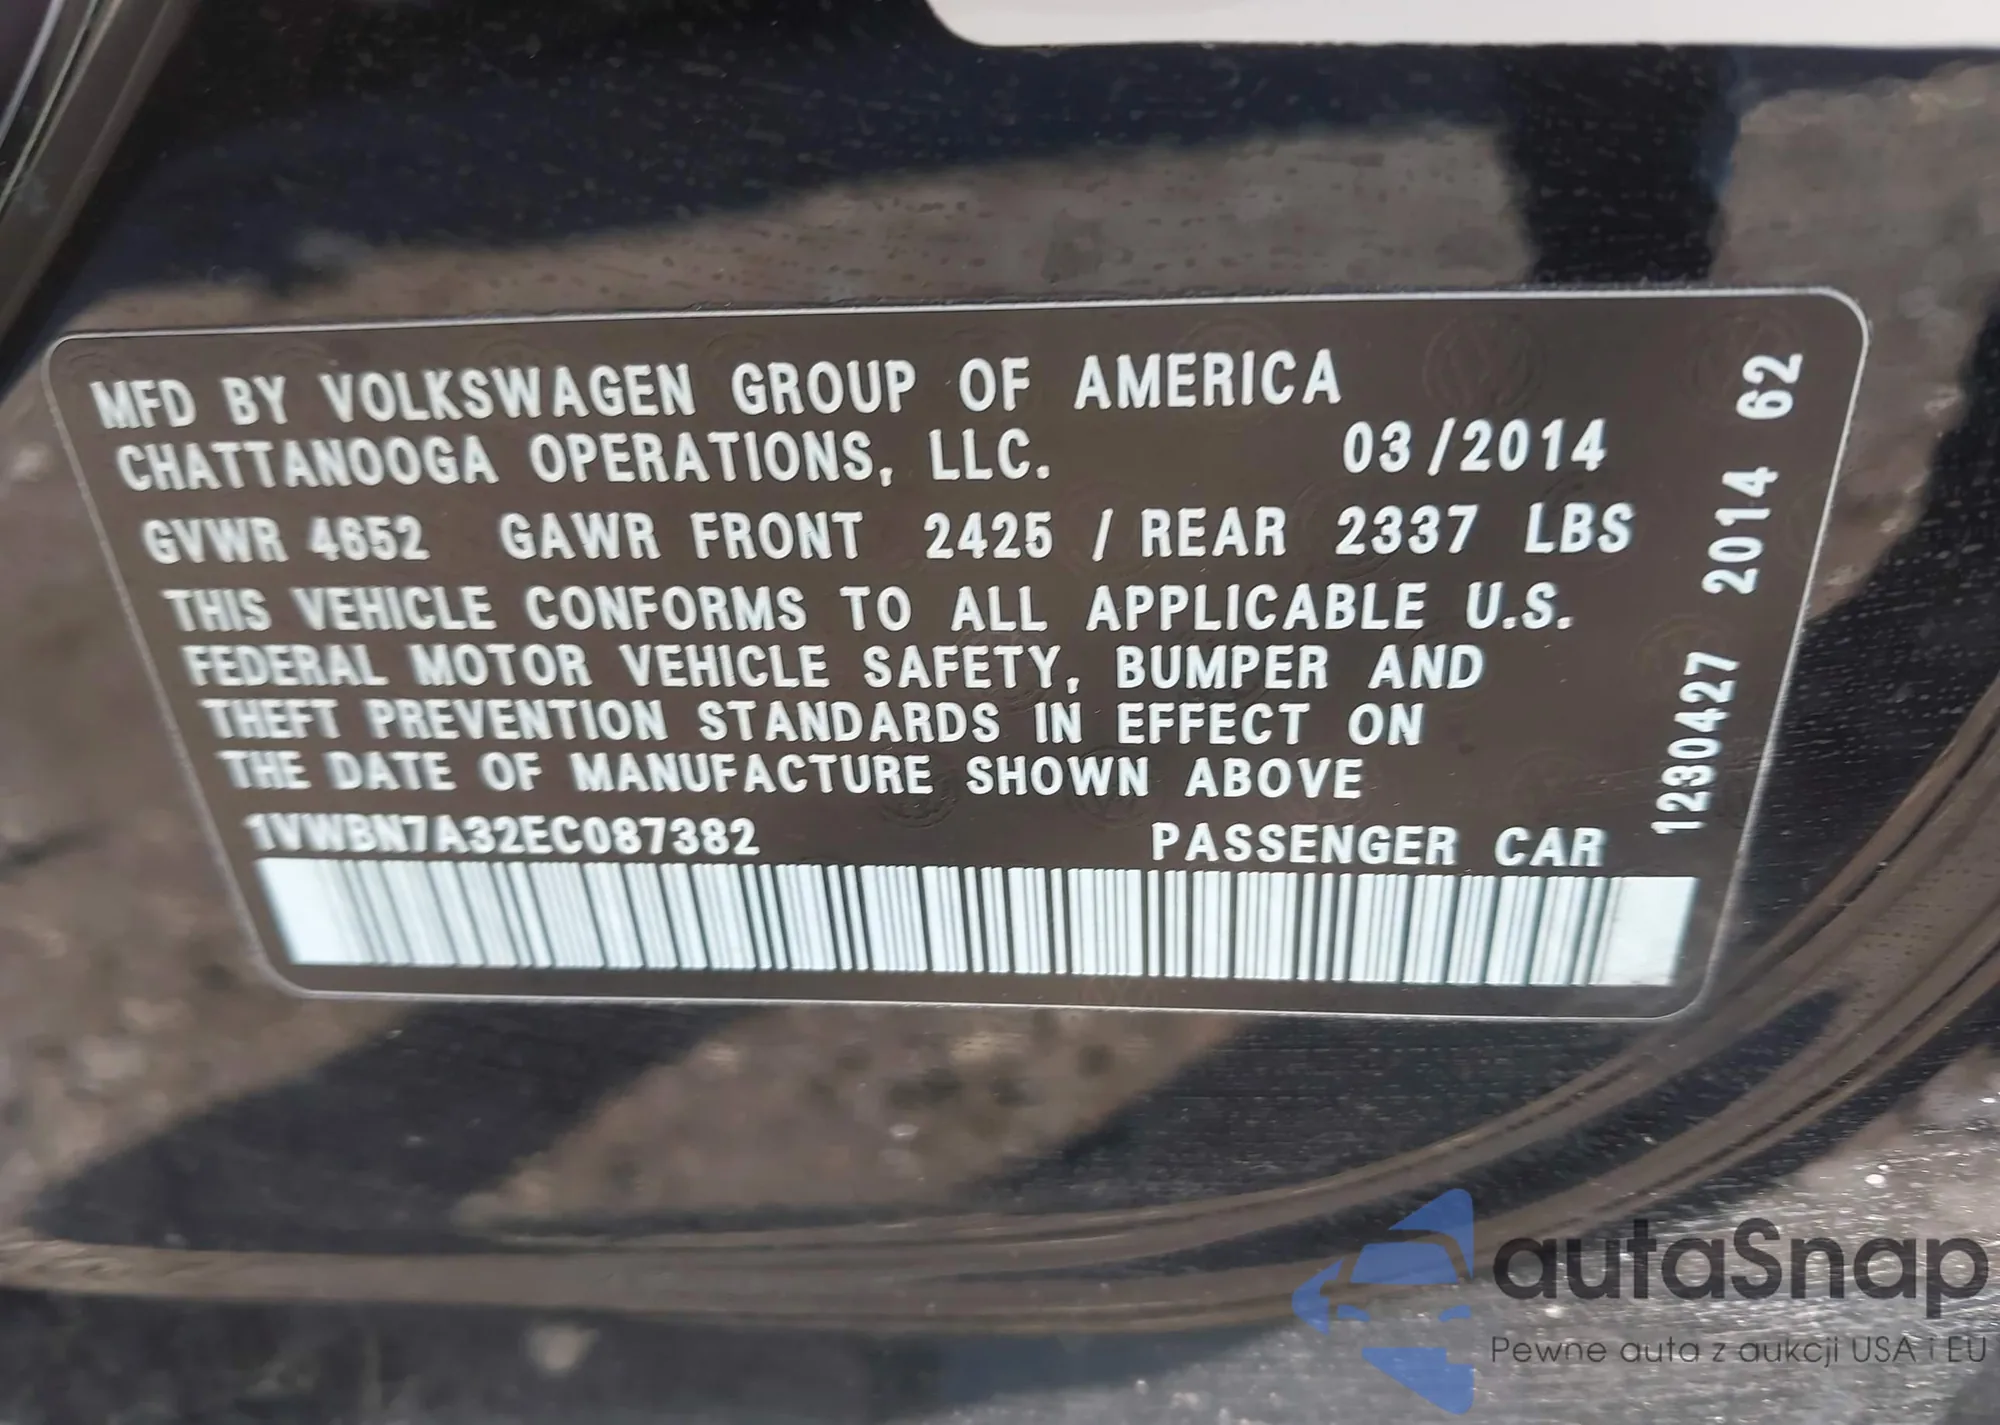 MFD BY VOLKSWAGEN GROUP OF AMERICA
CHATTANOOGA OPERATIONS, LLC. 03/2014
GVWR 4652 GAWR FRONT 2425 / REAR 2337 LBS
THIS VEHICLE CONFORMS TO ALL APPLICABLE U.S.
FEDERAL MOTOR VEHICLE SAFETY, BUMPER AND
THEFT PREVENTION STANDARDS IN EFFECT ON
THE DATE OF MANUFACTURE SHOWN ABOVE
1VWBN7A32EC087382 PASSENGER CAR
1230427 2014 62
autaSnap
Pewne auta z aukcji USA i EU